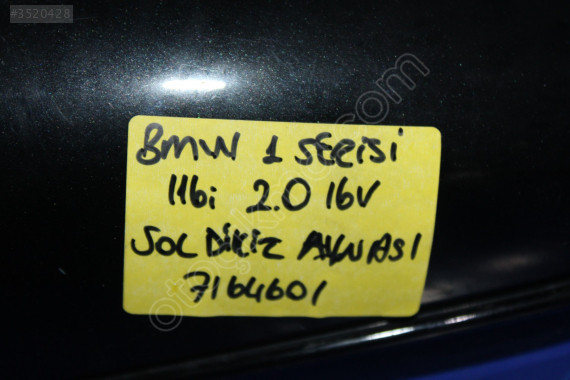 #3520428
BMW 1 SERİSİ
116i 2.0 16V
SOL DİKİZ AYNASI
7164601